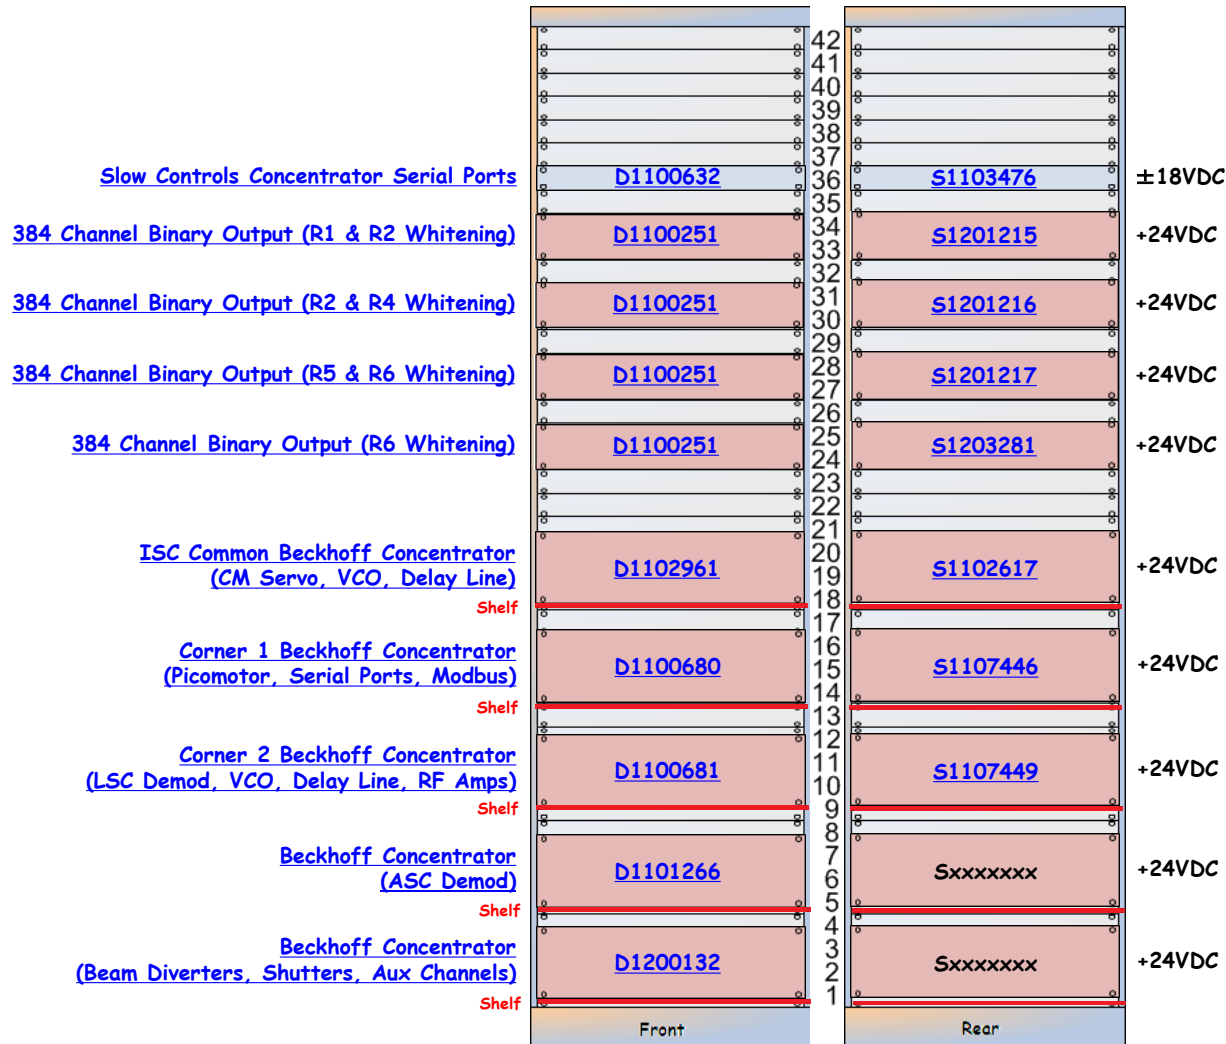 42
41
40
39
38
37
Slow Controls Concentrator Serial Ports D1100632 36 S1103476 ±18VDC
35
34
384 Channel Binary Output (R1 & R2 Whitening) D1100251 33 S1201215 +24VDC
32
31
384 Channel Binary Output (R2 & R4 Whitening) D1100251 30 S1201216 +24VDC
29
28
384 Channel Binary Output (R5 & R6 Whitening) D1100251 27 S1201217 +24VDC
26
25
384 Channel Binary Output (R6 Whitening) D1100251 24 S1203281 +24VDC
23
22
21
ISC Common Beckhoff Concentrator 20
(CM Servo, VCO, Delay Line) D1102961 19 S1102617 +24VDC
Shelf 18
17
Corner 1 Beckhoff Concentrator 16
(Picomotor, Serial Ports, Modbus) D1100680 15 S1107446 +24VDC
14
Shelf 13
Corner 2 Beckhoff Concentrator 12
(LSC Demod, VCO, Delay Line, RF Amps) D1100681 11 S1107449 +24VDC
10
Shelf 9
8
Beckhoff Concentrator 7
(ASC Demod) D1101266 6 Sxxxxxxx +24VDC
Shelf 5
4
Beckhoff Concentrator 3
(Beam Diverters, Shutters, Aux Channels) D1200132 2 Sxxxxxxx +24VDC
Shelf 1
Front Rear